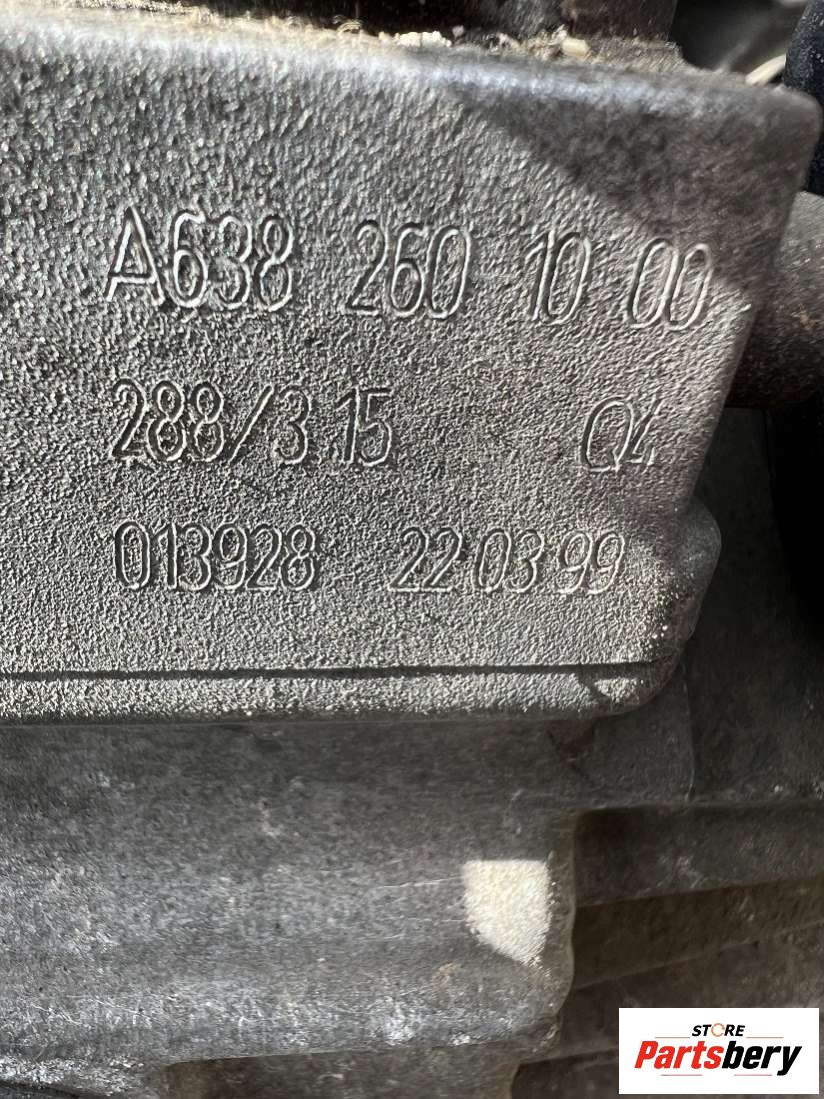 A638 260 10 00
288/3.15 Q4
013928 22 03 99
STORE
Partsbery